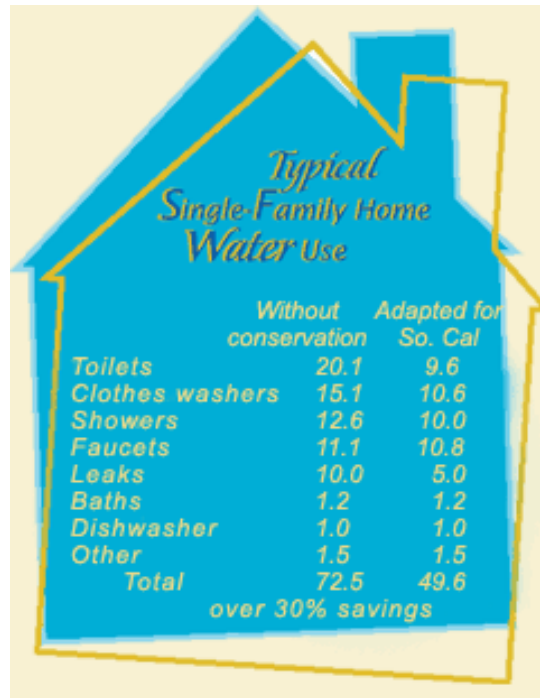 Typical
Single-Family Home
Water Use
Without Adapted for
conservation So. Cal
Toilets 20.1 9.6
Clothes washers 15.1 10.6
Showers 12.6 10.0
Faucets 11.1 10.8
Leaks 10.0 5.0
Baths 1.2 1.2
Dishwasher 1.0 1.0
Other 1.5 1.5
Total 72.5 49.6
over 30% savings